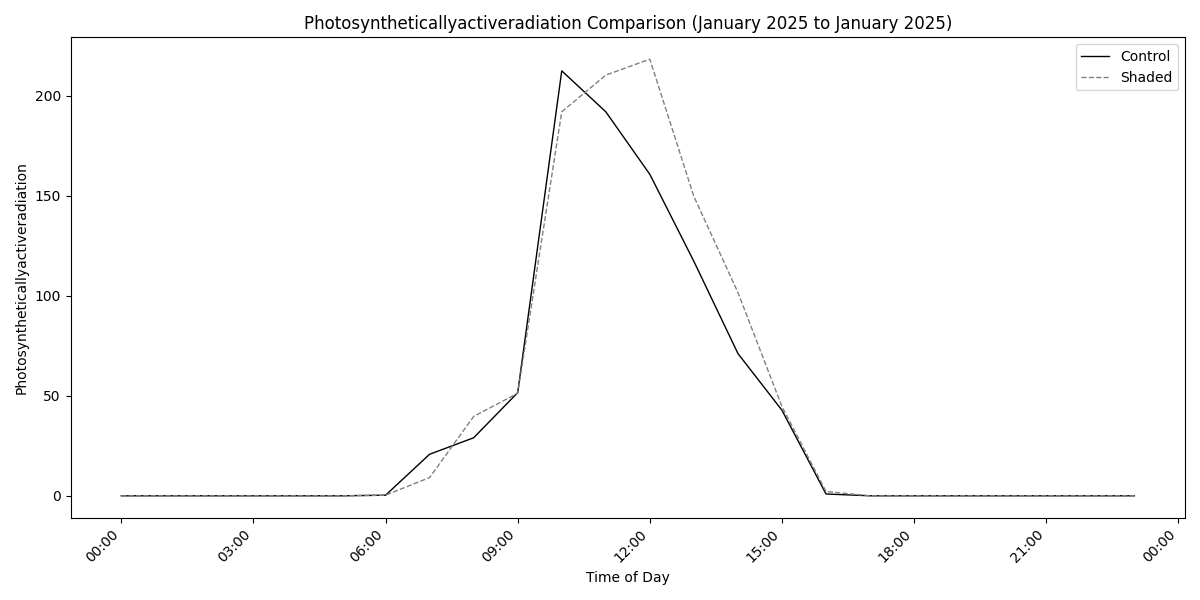 Photosyntheticallyactiveradiation Comparison (January 2025 to January 2025)
Control
Shaded
Photosyntheticallyactiveradiation
200
150
100
50
0
00:00
03:00
06:00
09:00
12:00
15:00
18:00
21:00
00:00
Time of Day